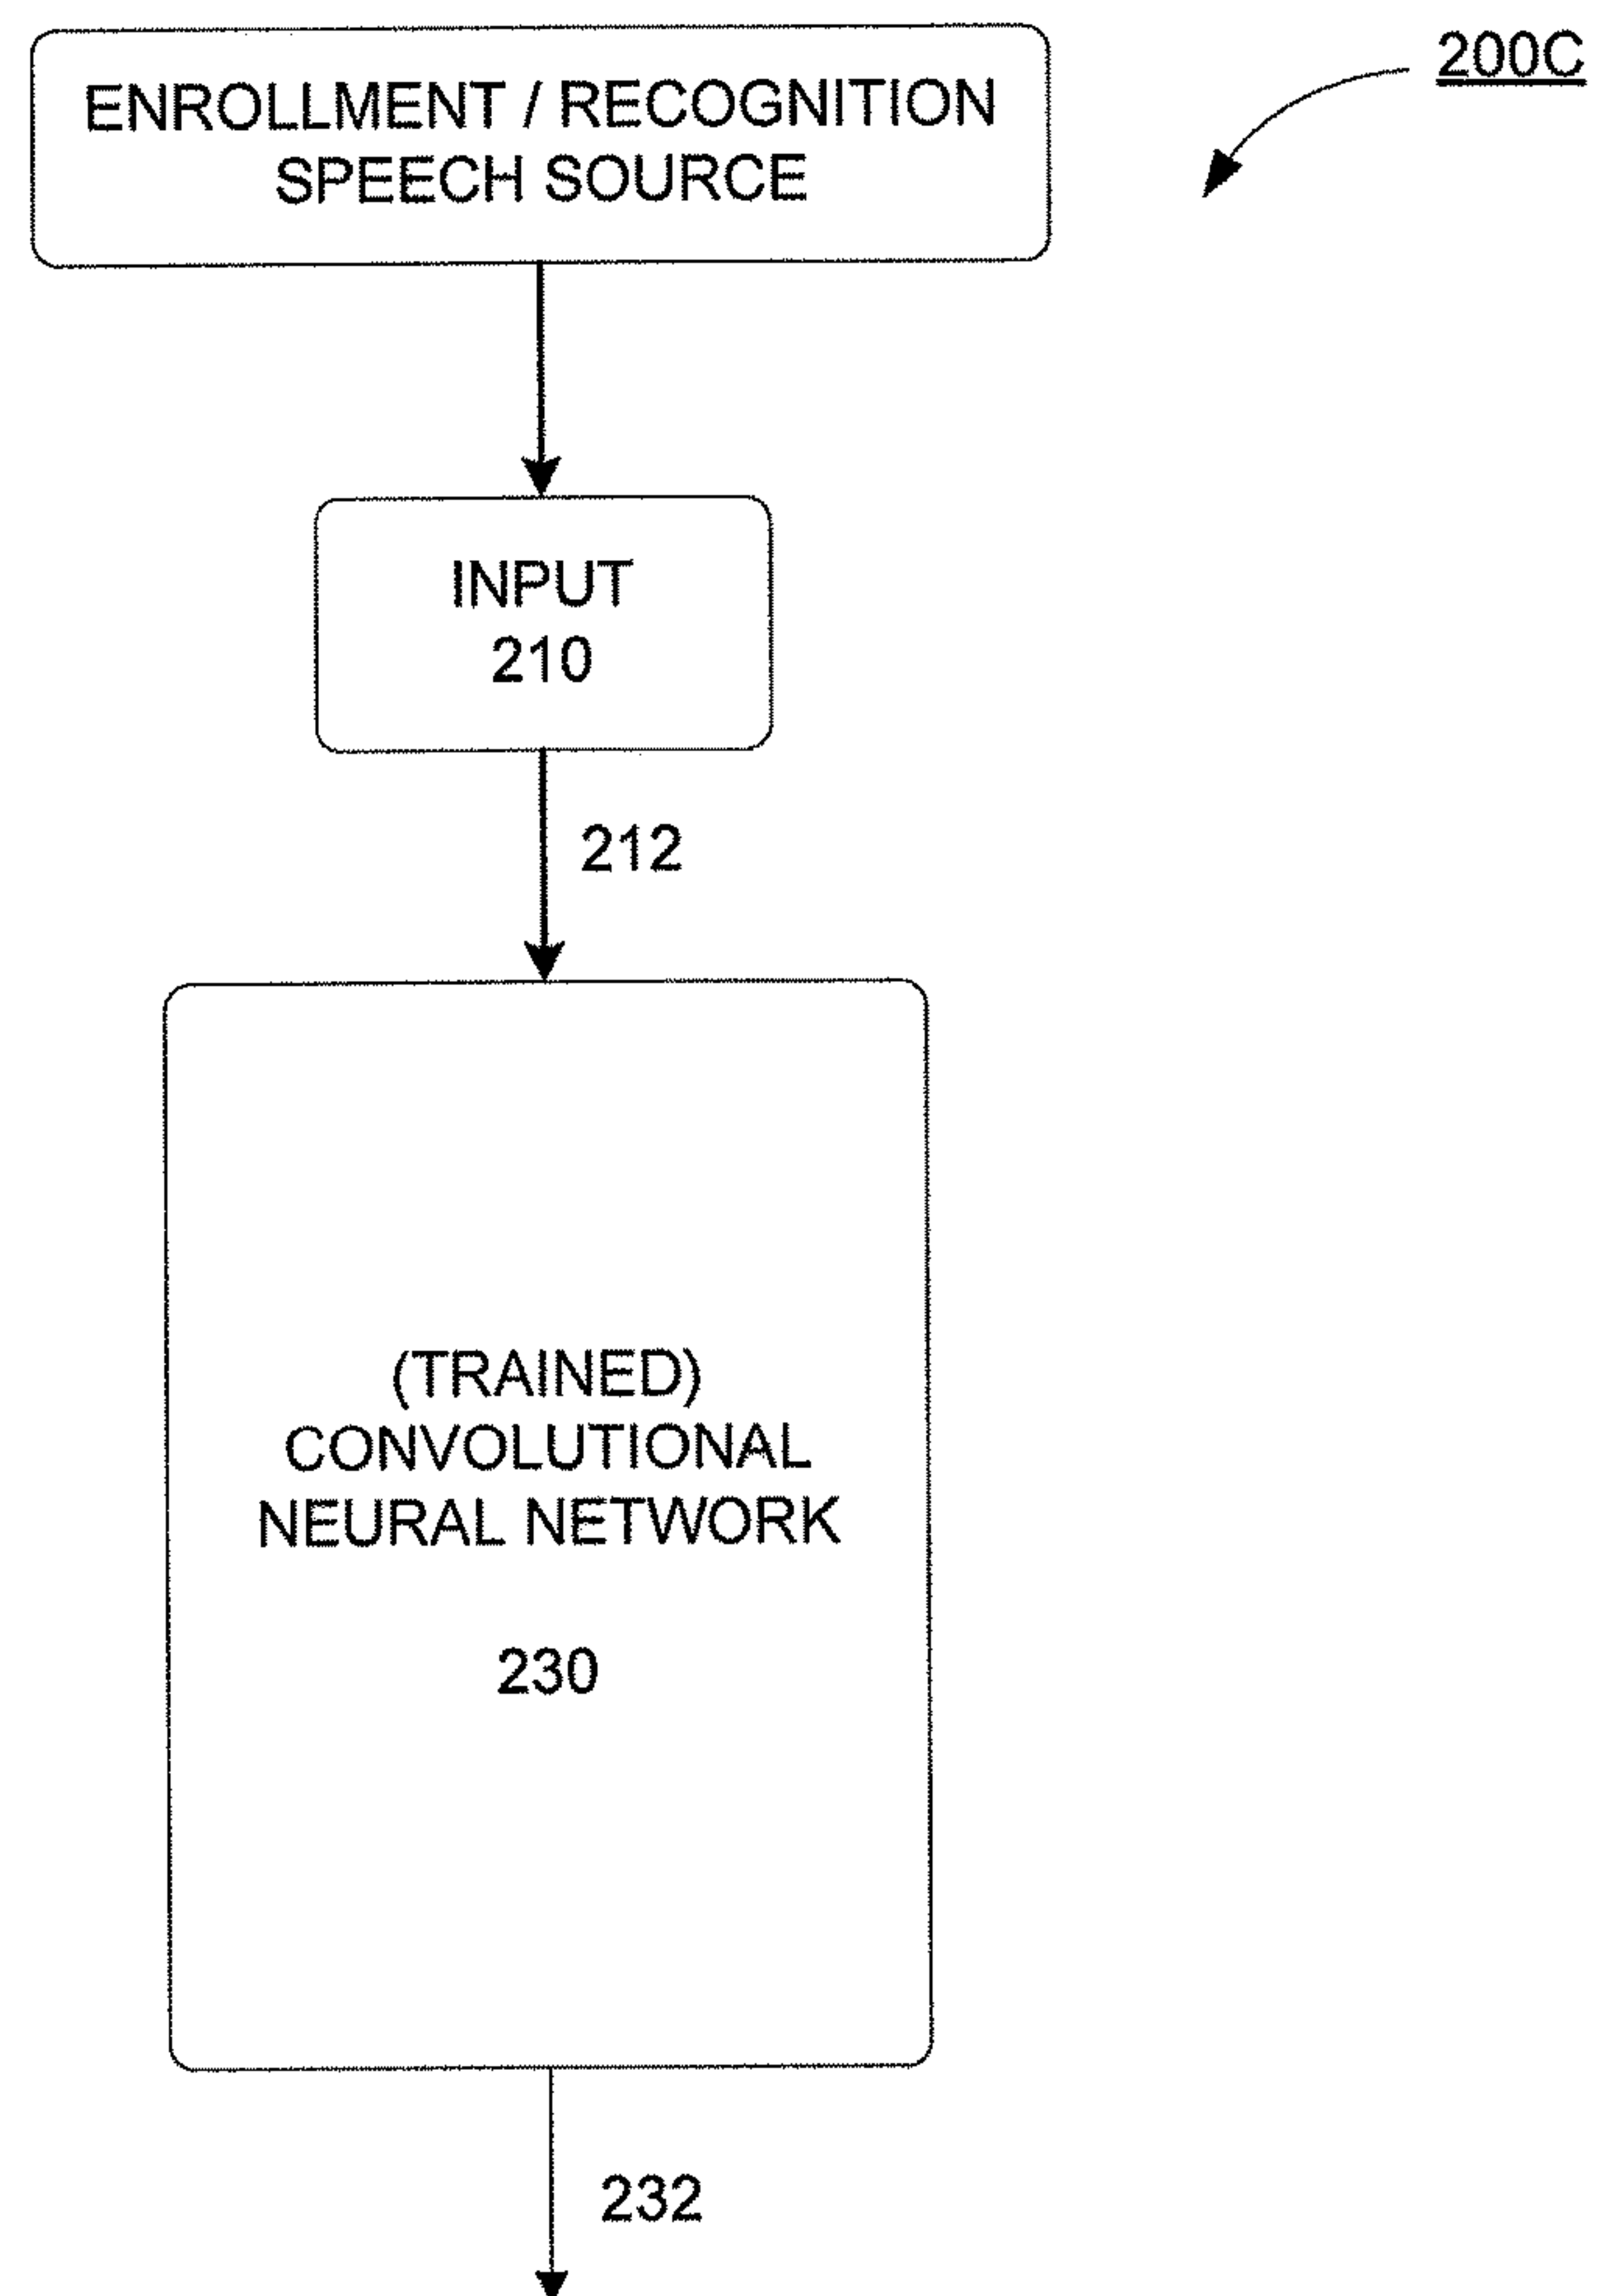 200C
ENROLLMENT / RECOGNITION
SPEECH SOURCE
INPUT
210
212
(TRAINED)
CONVOLUTIONAL
NEURAL NETWORK
230
232